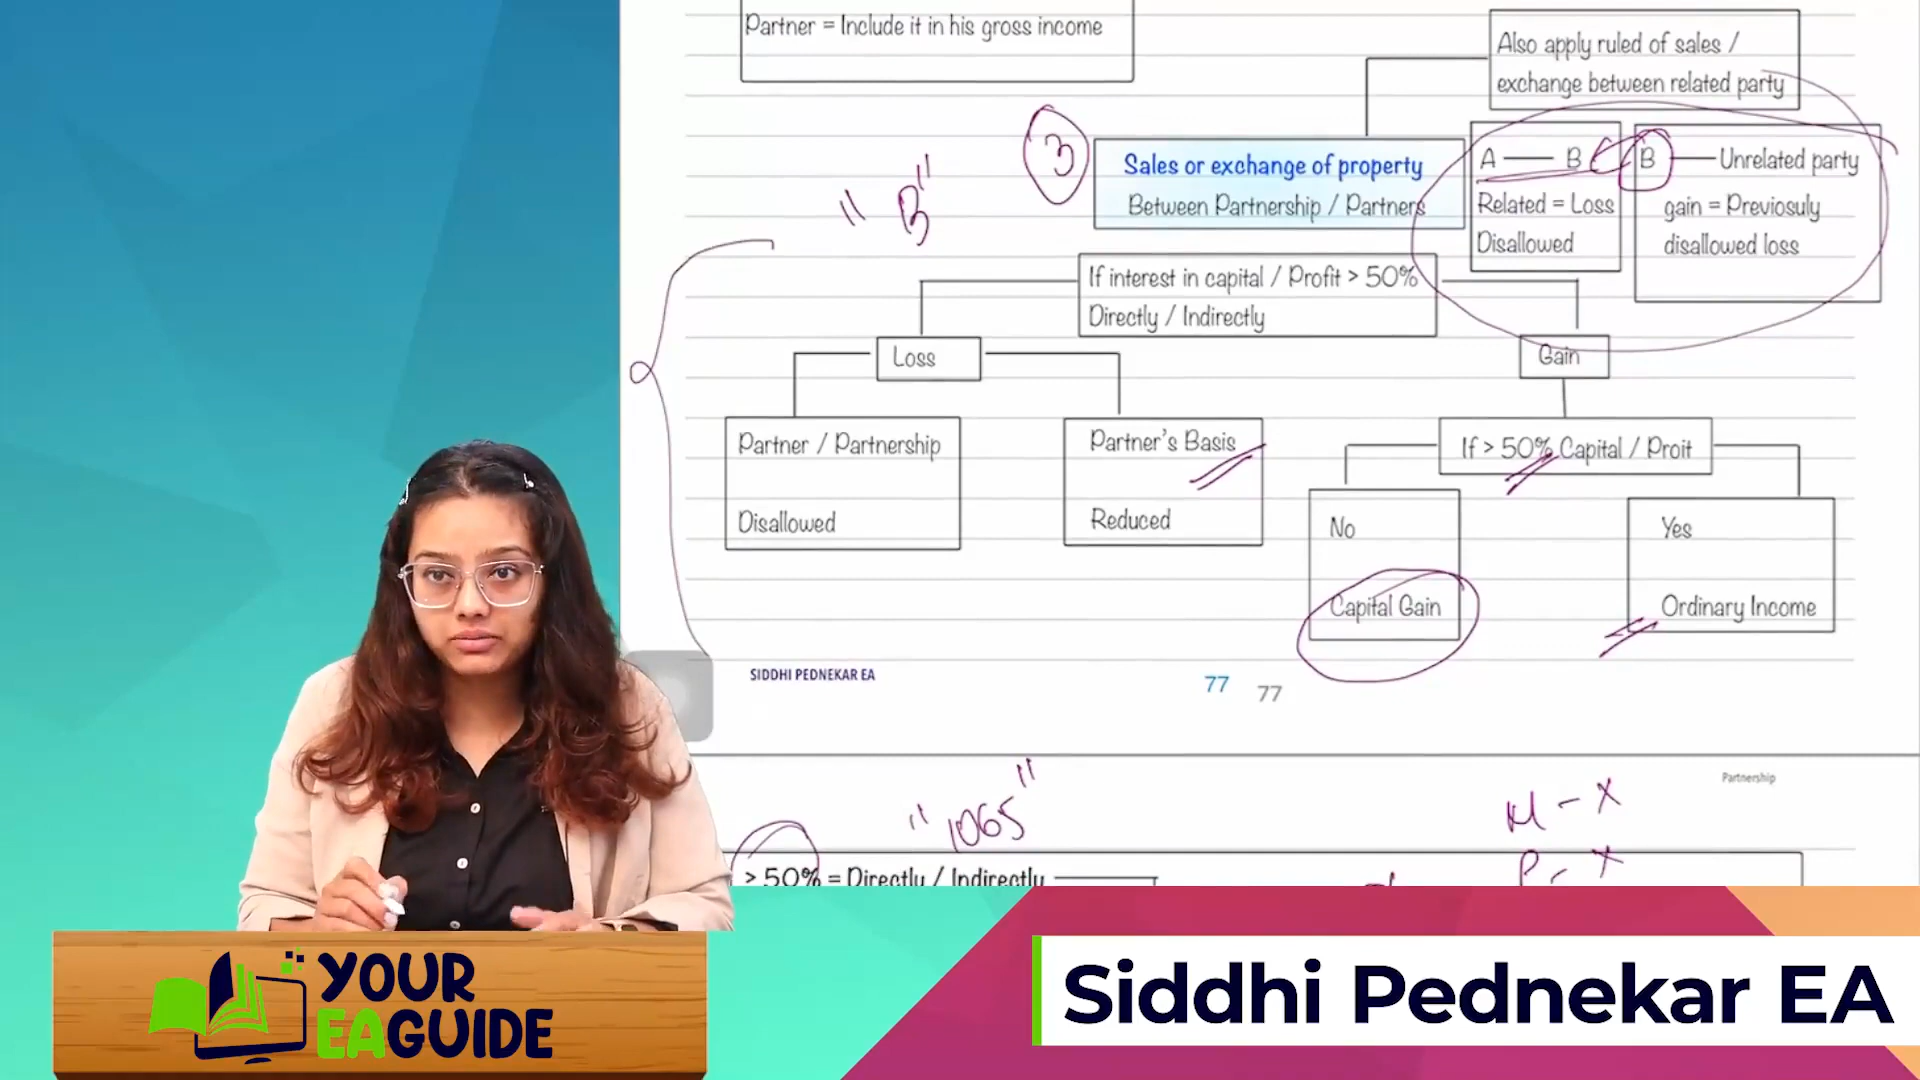 Partner = Include it in his gross income
Also apply ruled of sales /
exchange between related party
3
Sales or exchange of property
Between Partnership / Partners
A — B
Related = Loss
Disallowed
B — Unrelated party
gain = Previosuly
disallowed loss
"B"
If interest in capital / Profit > 50%
Directly / Indirectly
Loss
Gain
Partner / Partnership
Disallowed
Partner's Basis
Reduced
If > 50% Capital / Proit
No
Capital Gain
Yes
Ordinary Income
SIDDHI PEDNEKAR EA
77
77
Partnership
"1065"
M - X
P - X
> 50% = Directly / Indirectly
YOUR
EAGUIDE
Siddhi Pednekar EA